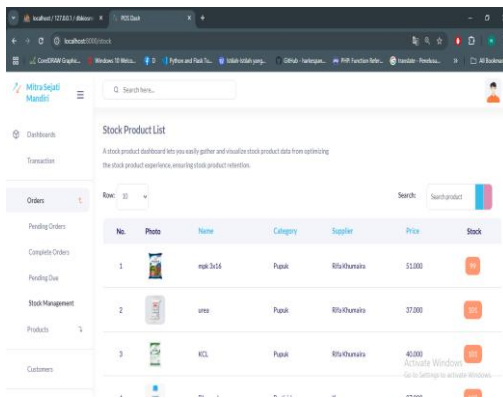 localhost / 127.0.0.1 / dbkiosm
POS Dash
localhost:8000/stock
CorelDRAW Graphi...
Windows 10 Welco...
Python and Flask Tu...
Istilah-istilah yang...
PHP: Function Refer...
All Bookmarks
Mitra Sejati
Mandiri
Search here...
Dashboards
Transaction
Orders
Pending Orders
Complete Orders
Pending Due
Stock Management
Products
Customers
Stock Product List
A stock product dashboard lets you easily gather and visualize stock product data from optimizing
the stock product experience, ensuring stock product retention.
Row: 10
Search: Search product
No. Photo Name Category Supplier Price Stock
1 mpk 3x16 Pupuk Rifa Khumaira 51.000
2 urea Pupuk Rifa Khumaira 37.000
3 KCL Pupuk Rifa Khumaira 40.000
Activate Windows
Go to Settings to activate Windows.